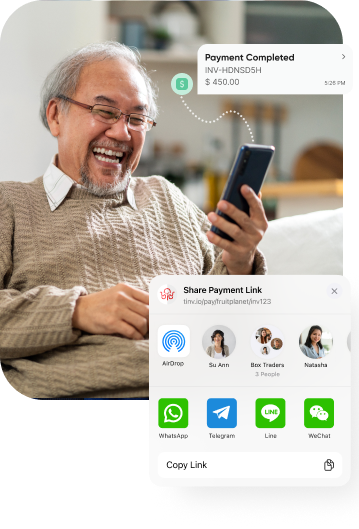 Payment Completed
INV-HDNSD5H
$ 450.00
5:26 PM
$
Share Payment Link
tinv.io/pay/fruitplanet/inv123
AirDrop
Su Ann
Box Traders
3 People
Natasha
WhatsApp
Telegram
LINE
Line
WeChat
Copy Link